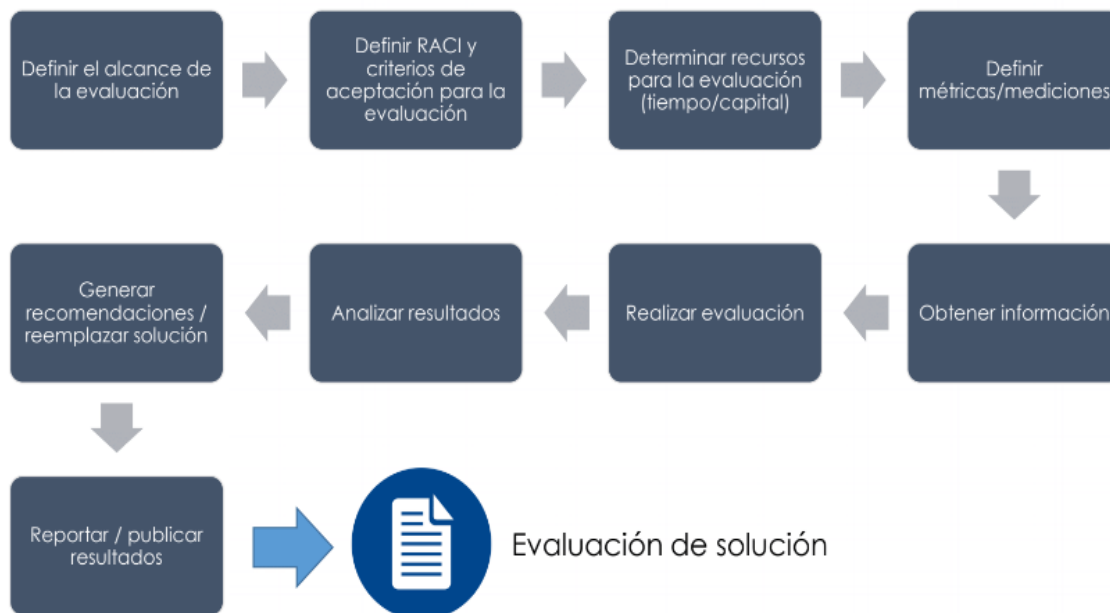 Definir el alcance de
la evaluación
Definir RACI y
criterios de
aceptación para la
evaluación
Determinar recursos
para la evaluación
(tiempo/capital)
Definir
métricas/mediciones
Obtener información
Realizar evaluación
Analizar resultados
Generar
recomendaciones /
reemplazar solución
Reportar / publicar
resultados
Evaluación de solución